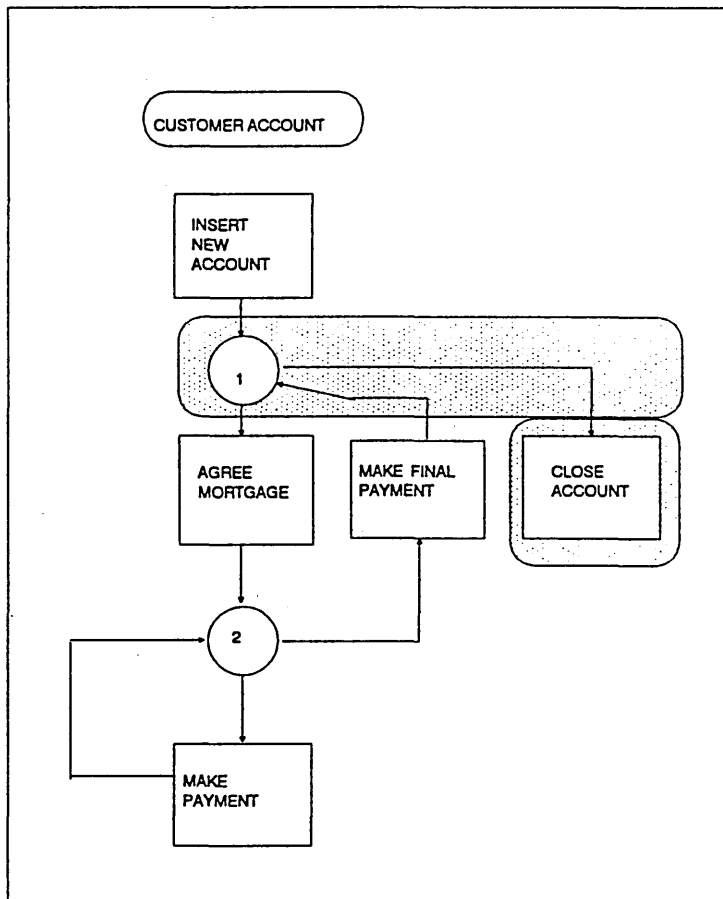 CUSTOMER ACCOUNT
INSERT
NEW
ACCOUNT
1
AGREE
MORTGAGE
MAKE FINAL
PAYMENT
CLOSE
ACCOUNT
2
MAKE
PAYMENT